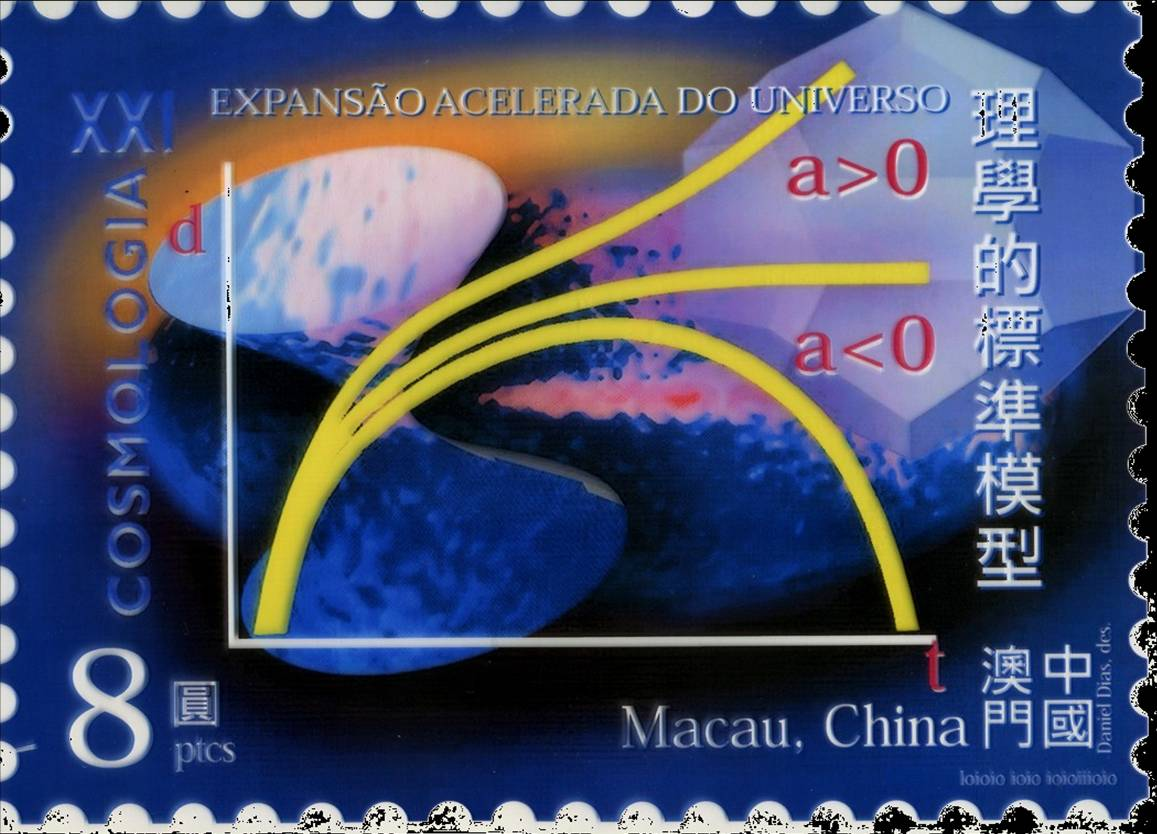 EXPANSÃO ACELERADA DO UNIVERSO
XXI
COSMOLOGIA
d
a>0
a<0
t
理學的標準模型
8
圓
ptcs
Macau, China
澳門
中國
Daniel Dias, des.